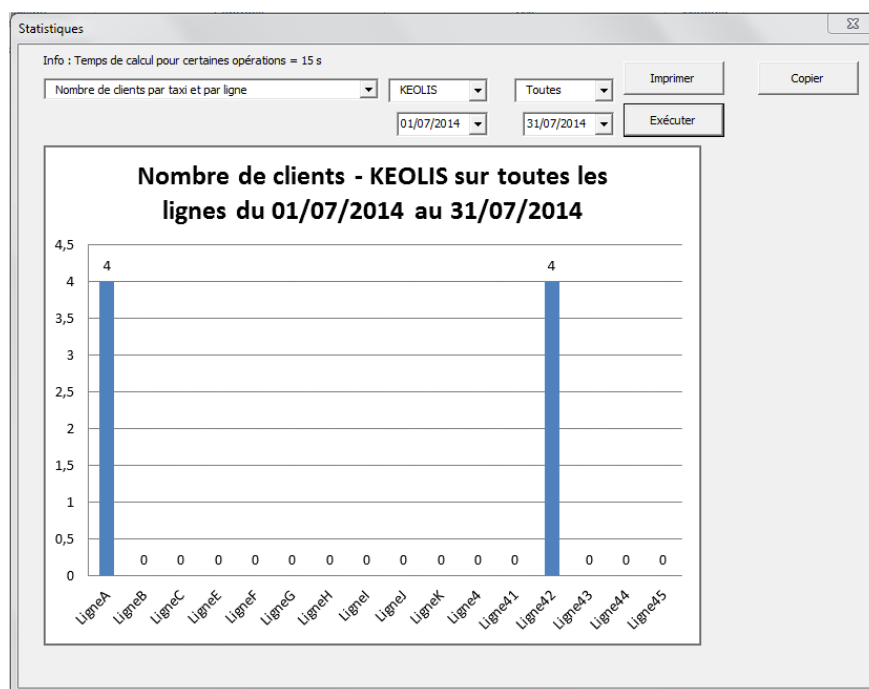 Statistiques
Info : Temps de calcul pour certaines opérations = 15 s
Nombre de clients par taxi et par ligne
KEOLIS
Toutes
Imprimer
Copier
01/07/2014
31/07/2014
Exécuter
Nombre de clients - KEOLIS sur toutes les
lignes du 01/07/2014 au 31/07/2014
4,5
4
3,5
3
2,5
2
1,5
1
0,5
0
4 0 0 0 0 0 0 0 0 0 0 0 4 0 0 0
LigneA
LigneB
LigneC
LigneE
LigneF
LigneG
LigneH
LigneI
LigneJ
LigneK
Ligne4
Ligne41
Ligne42
Ligne43
Ligne44
Ligne45